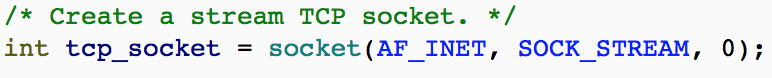 /* Create a stream TCP socket. */
int tcp_socket = socket(AF_INET, SOCK_STREAM, 0);